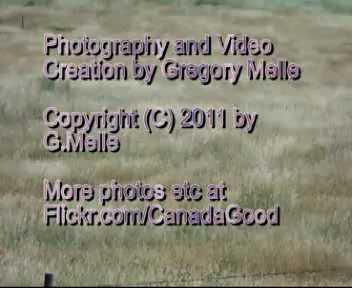 Photography and Video
Creation by Gregory Melle
Copyright (C) 2011 by
G.Melle
More photos etc at
Flickr.com/CanadaGood